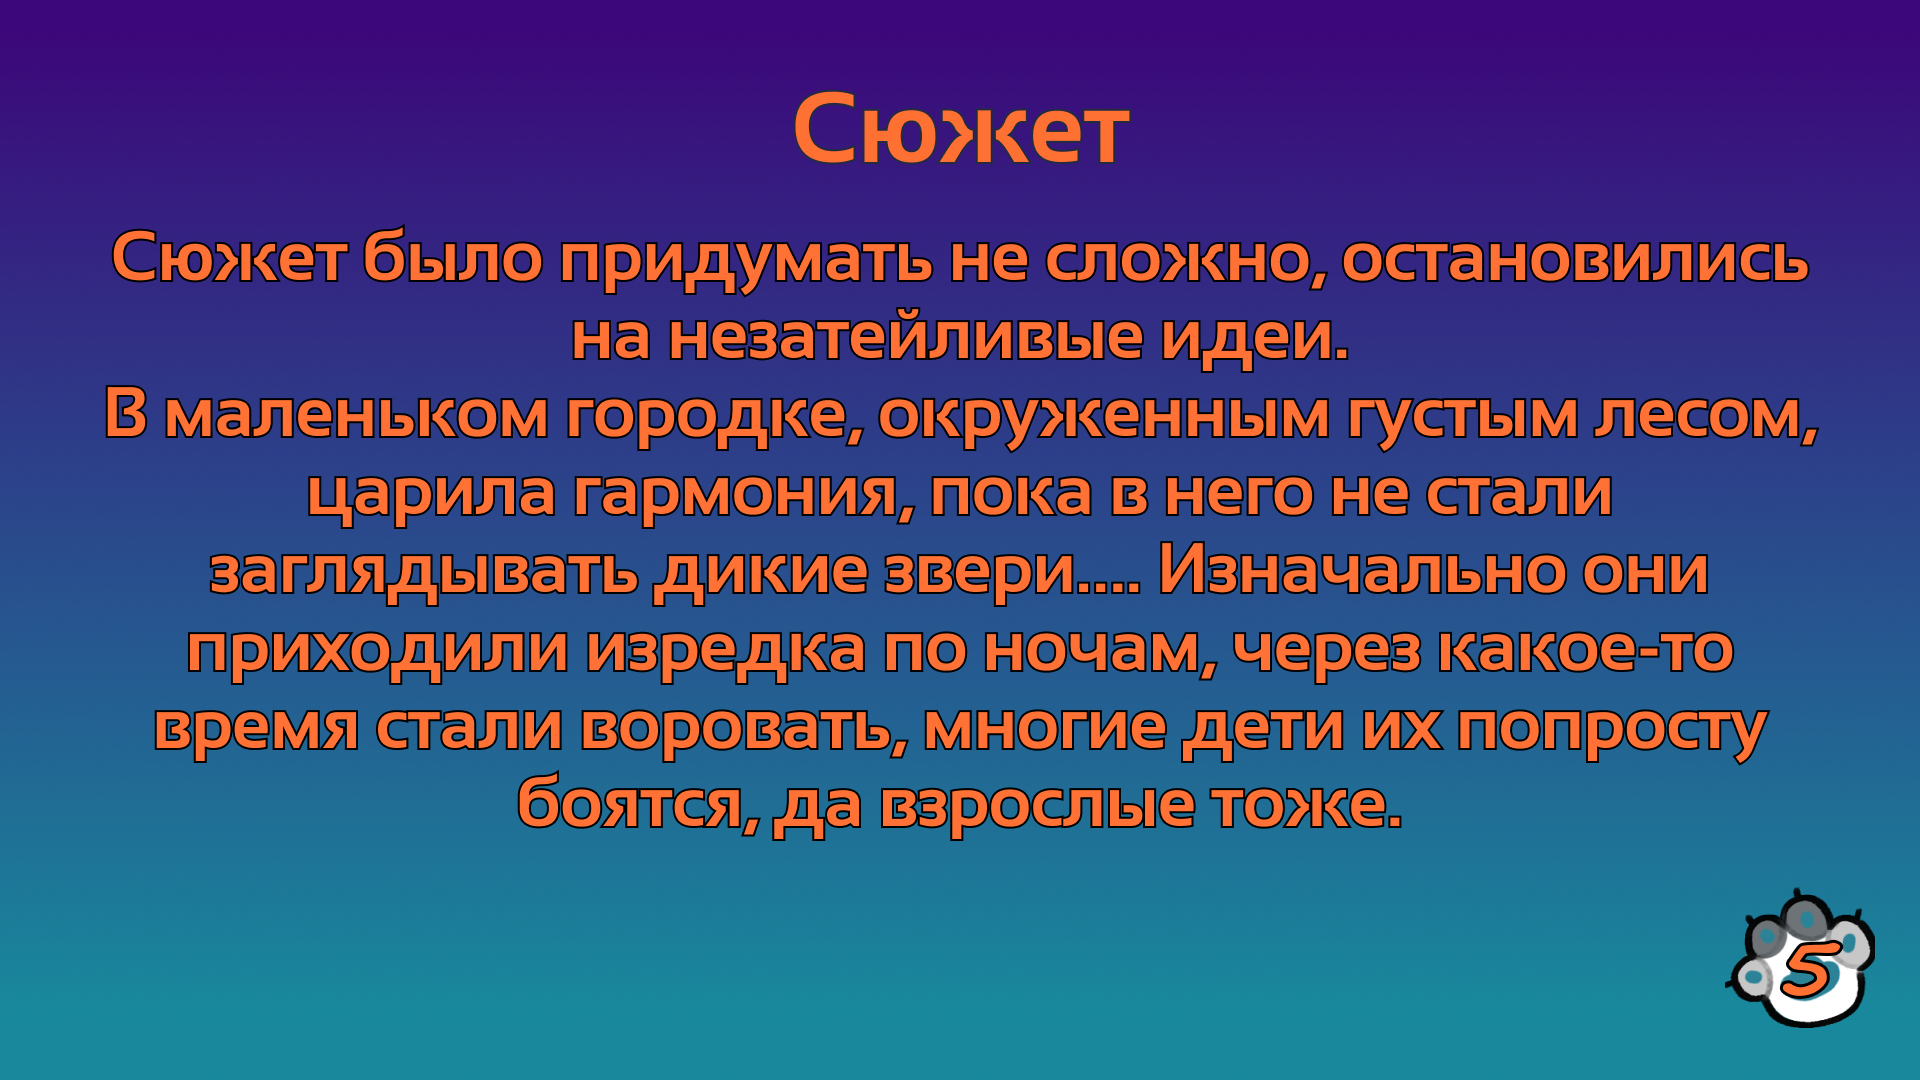 Сюжет
Сюжет было придумать не сложно, остановились
на незатейливые идеи.
В маленьком городке, окруженным густым лесом,
царила гармония, пока в него не стали
заглядывать дикие звери.... Изначально они
приходили изредка по ночам, через какое-то
время стали воровать, многие дети их попросту
боятся, да взрослые тоже.
5